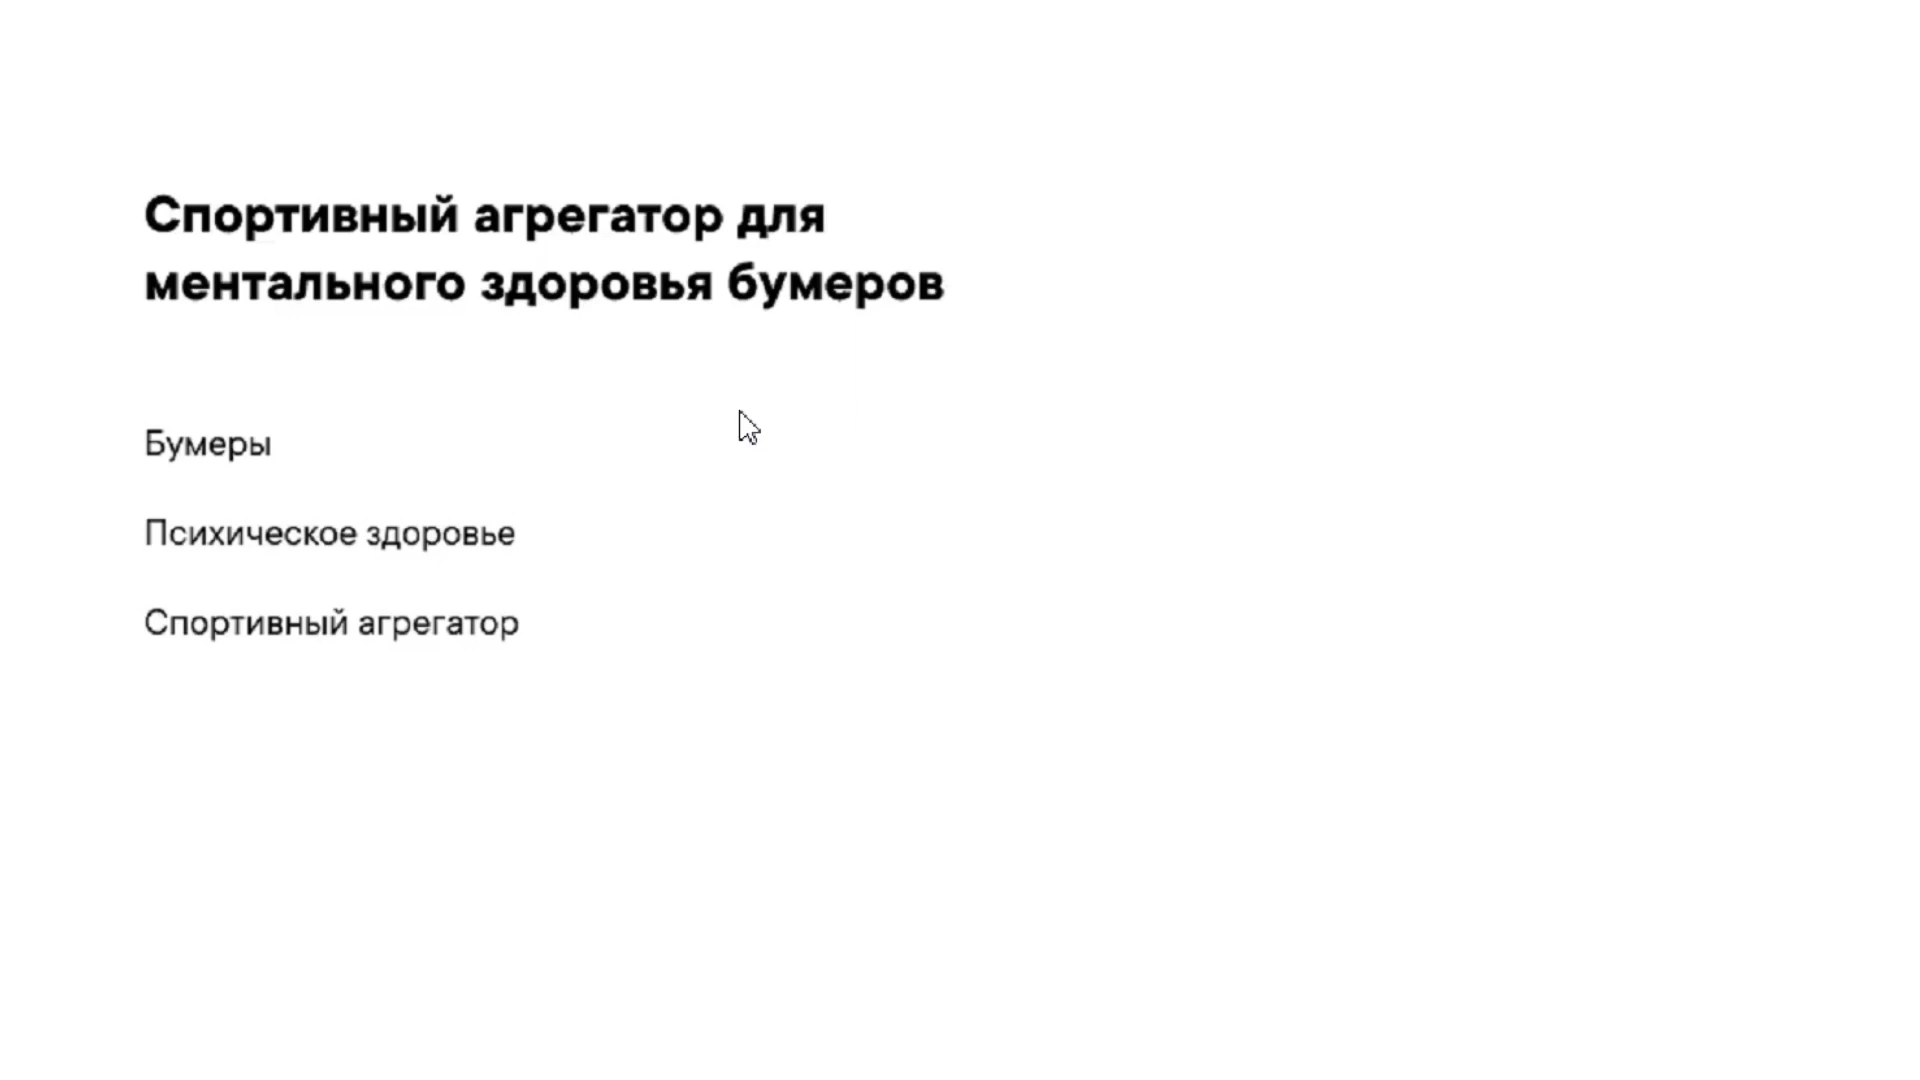 Спортивный агрегатор для
ментального здоровья бумеров
Бумеры
Психическое здоровье
Спортивный агрегатор